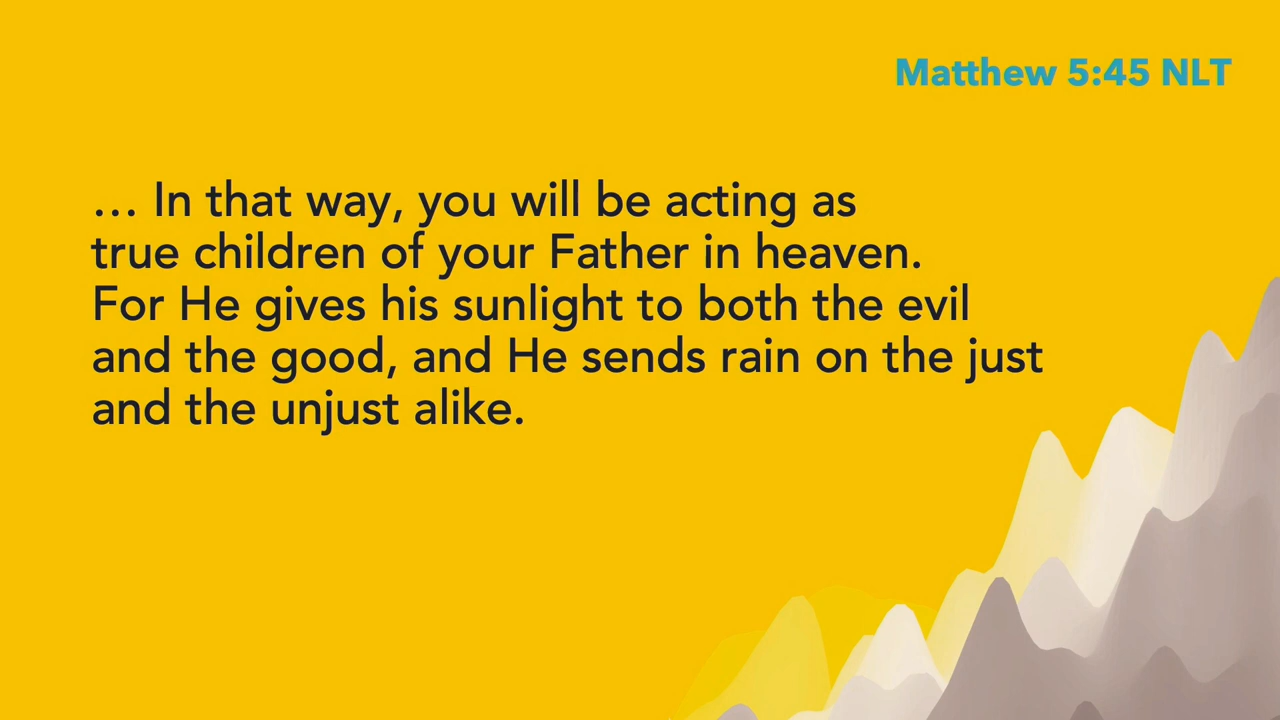 Matthew 5:45 NLT
… In that way, you will be acting as
true children of your Father in heaven.
For He gives his sunlight to both the evil
and the good, and He sends rain on the just
and the unjust alike.